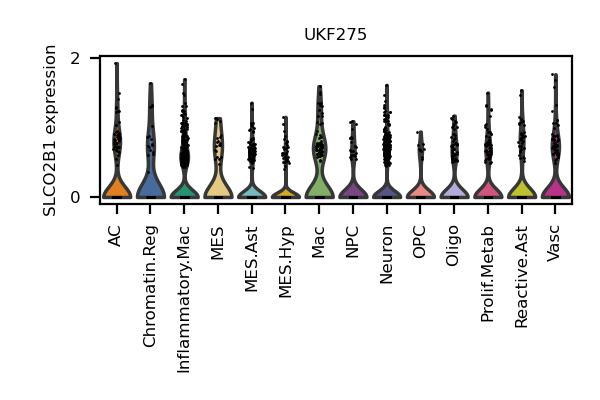 UKF275
SLCO2B1 expression
2
0
AC
Chromatin.Reg
Inflammatory.Mac
MES
MES.Ast
MES.Hyp
Mac
NPC
Neuron
OPC
Oligo
Prolif.Metab
Reactive.Ast
Vasc